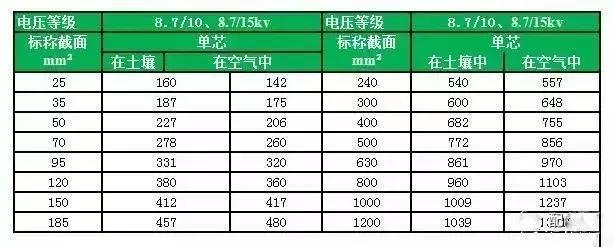 电压等级 8.7/10、8.7/15kv 电压等级 8.7/10、8.7/15kv
标称截面 mm² 单芯 标称截面 mm² 单芯
在土壤 在空气中 在土壤中 在空气中
25 160 142 240 540 557
35 187 175 300 600 648
50 227 206 400 682 755
70 278 260 500 772 856
95 331 320 630 861 970
120 380 360 800 960 1103
150 412 417 1000 1009 1237
185 457 480 1200 1039